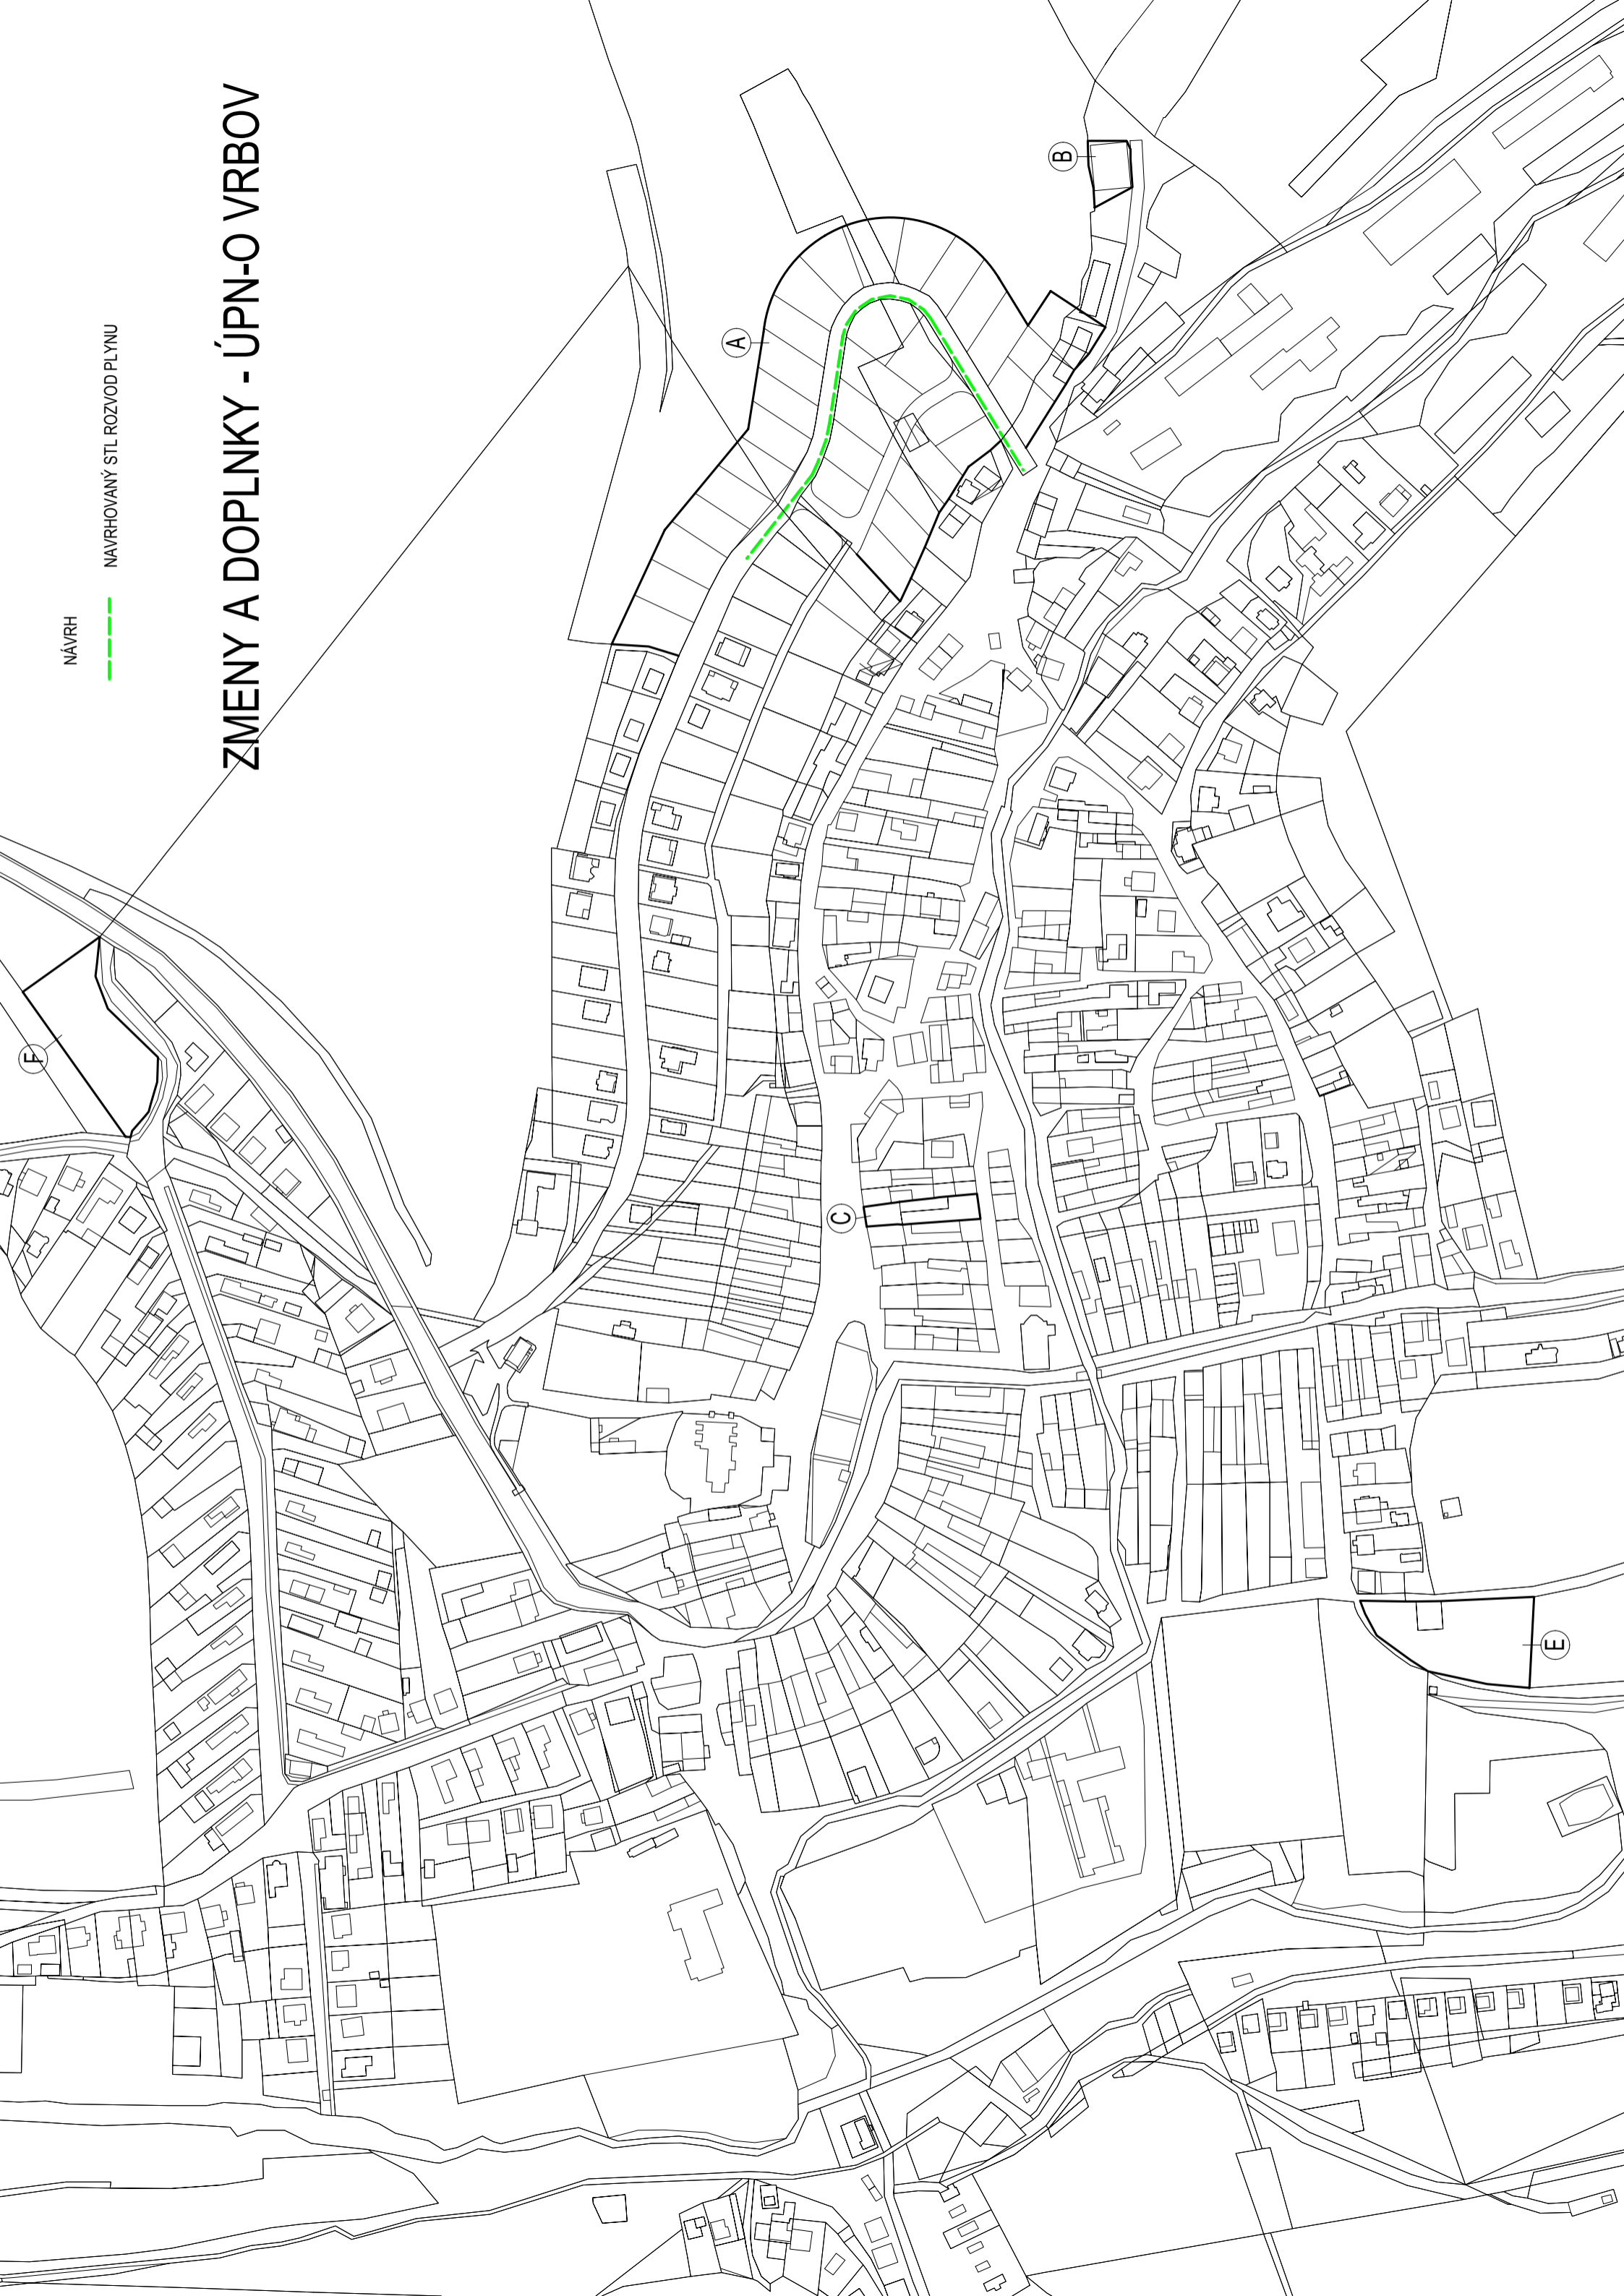 NÁVRH
NAVRHOVANÝ STL ROZVOD PLYNU
ZMENY A DOPLNKY - ÚPN-O VRBOV
F
A
B
C
E